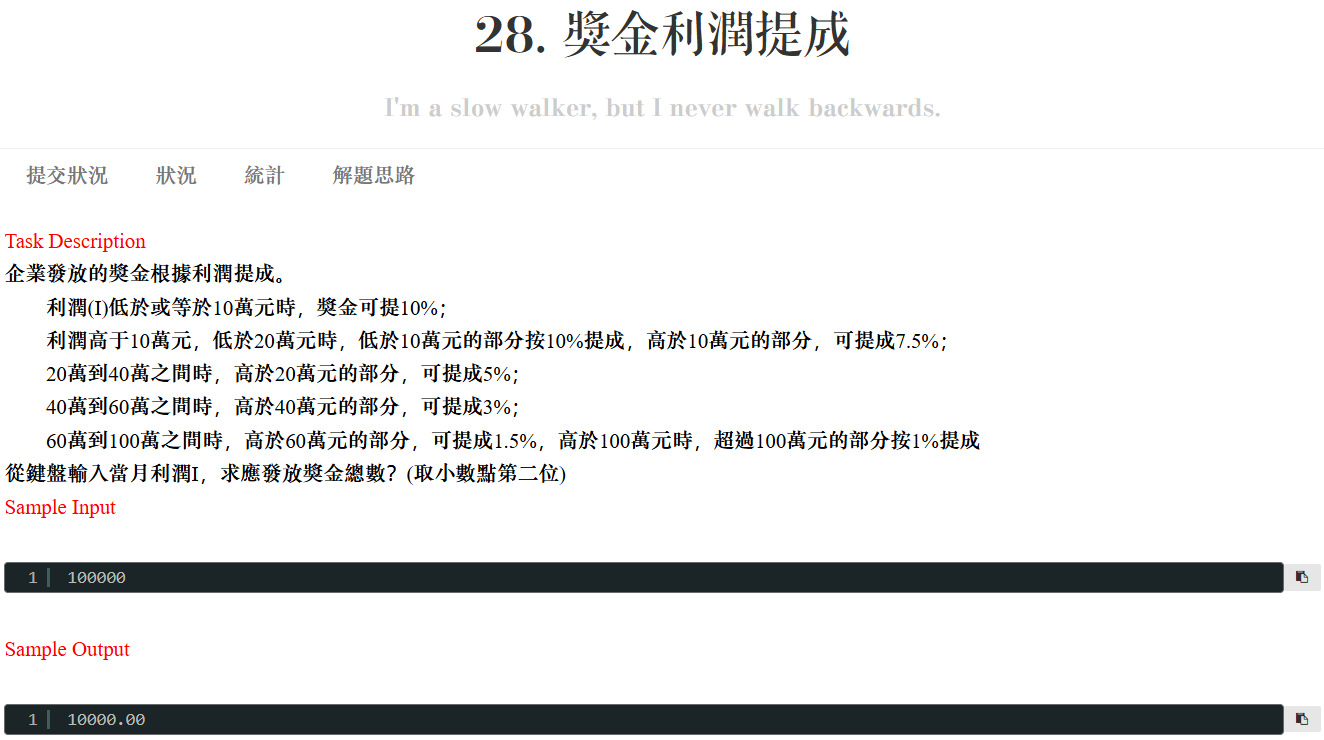 28. 獎金利潤提成
I'm a slow walker, but I never walk backwards.
提交狀況 狀況 統計 解題思路
Task Description
企業發放的獎金根據利潤提成。
利潤(I)低於或等於10萬元時，獎金可提10%；
利潤高于10萬元，低於20萬元時，低於10萬元的部分按10%提成，高於10萬元的部分，可提成7.5%；
20萬到40萬之間時，高於20萬元的部分，可提成5%；
40萬到60萬之間時，高於40萬元的部分，可提成3%；
60萬到100萬之間時，高於60萬元的部分，可提成1.5%，高於100萬元時，超過100萬元的部分按1%提成
從鍵盤輸入當月利潤I，求應發放獎金總數？(取小數點第二位)
Sample Input
1 100000
Sample Output
1 10000.00